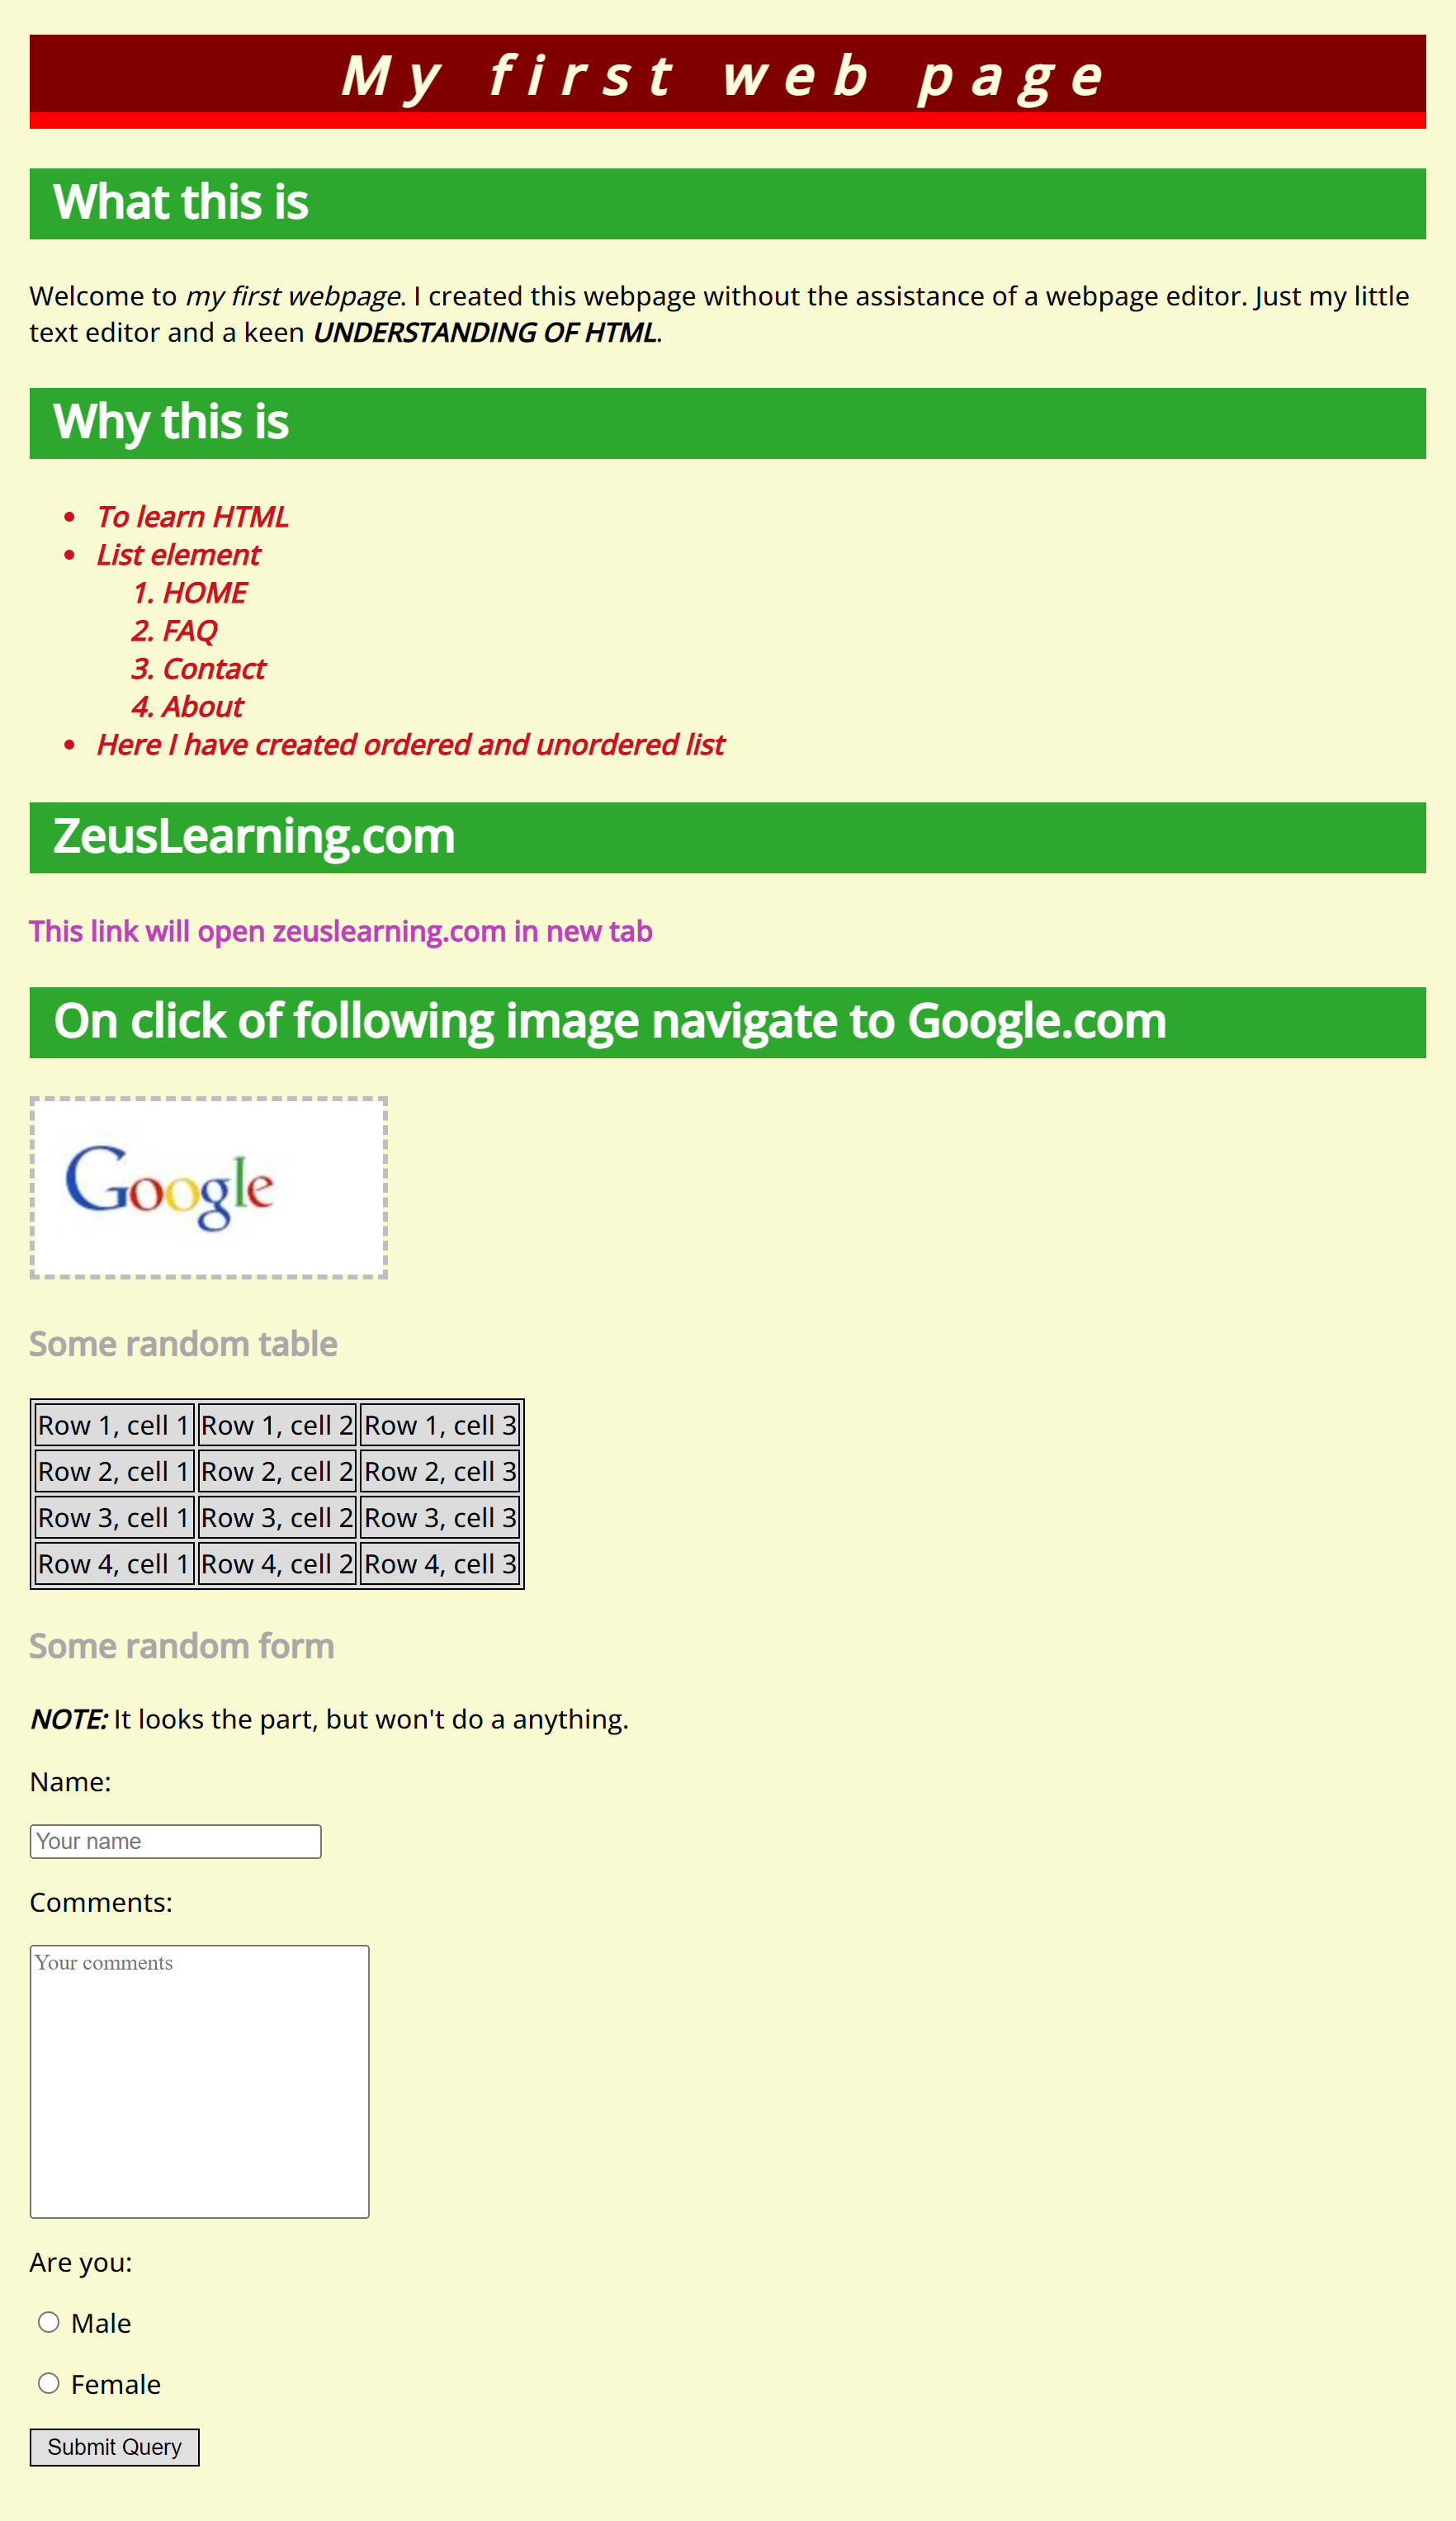 My first web page
What this is
Welcome to my first webpage. I created this webpage without the assistance of a webpage editor. Just my little
text editor and a keen UNDERSTANDING OF HTML.
Why this is
• To learn HTML
• List element
1. HOME
2. FAQ
3. Contact
4. About
• Here I have created ordered and unordered list
ZeusLearning.com
This link will open zeuslearning.com in new tab
On click of following image navigate to Google.com
Google
Some random table
Row 1, cell 1 Row 1, cell 2 Row 1, cell 3
Row 2, cell 1 Row 2, cell 2 Row 2, cell 3
Row 3, cell 1 Row 3, cell 2 Row 3, cell 3
Row 4, cell 1 Row 4, cell 2 Row 4, cell 3
Some random form
NOTE: It looks the part, but won't do a anything.
Name:
Your name
Comments:
Your comments
Are you:
Male
Female
Submit Query